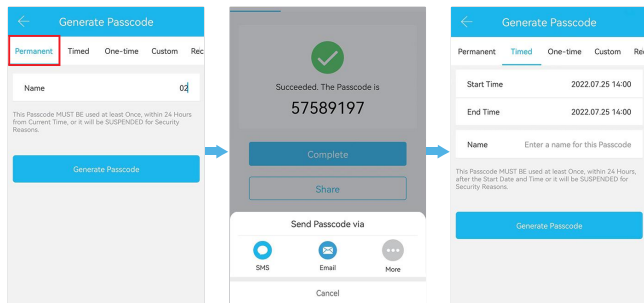 Generate Passcode
Permanent Timed One-time Custom Rec
Name 02
This Passcode MUST BE used at least Once, within 24 Hours
from Current Time, or it will be SUSPENDED for Security
Reasons.
Generate Passcode
Succeeded. The Passcode is
57589197
Complete
Share
Send Passcode via
SMS Email More
Cancel
Generate Passcode
Permanent Timed One-time Custom Re
Start Time 2022.07.25 14:00
End Time 2022.07.25 14:00
Name Enter a name for this Passcode
This Passcode MUST BE used at least Once, within 24 Hours,
after the Start Date and Time or it will be SUSPENDED for
Security Reasons.
Generate Passcode